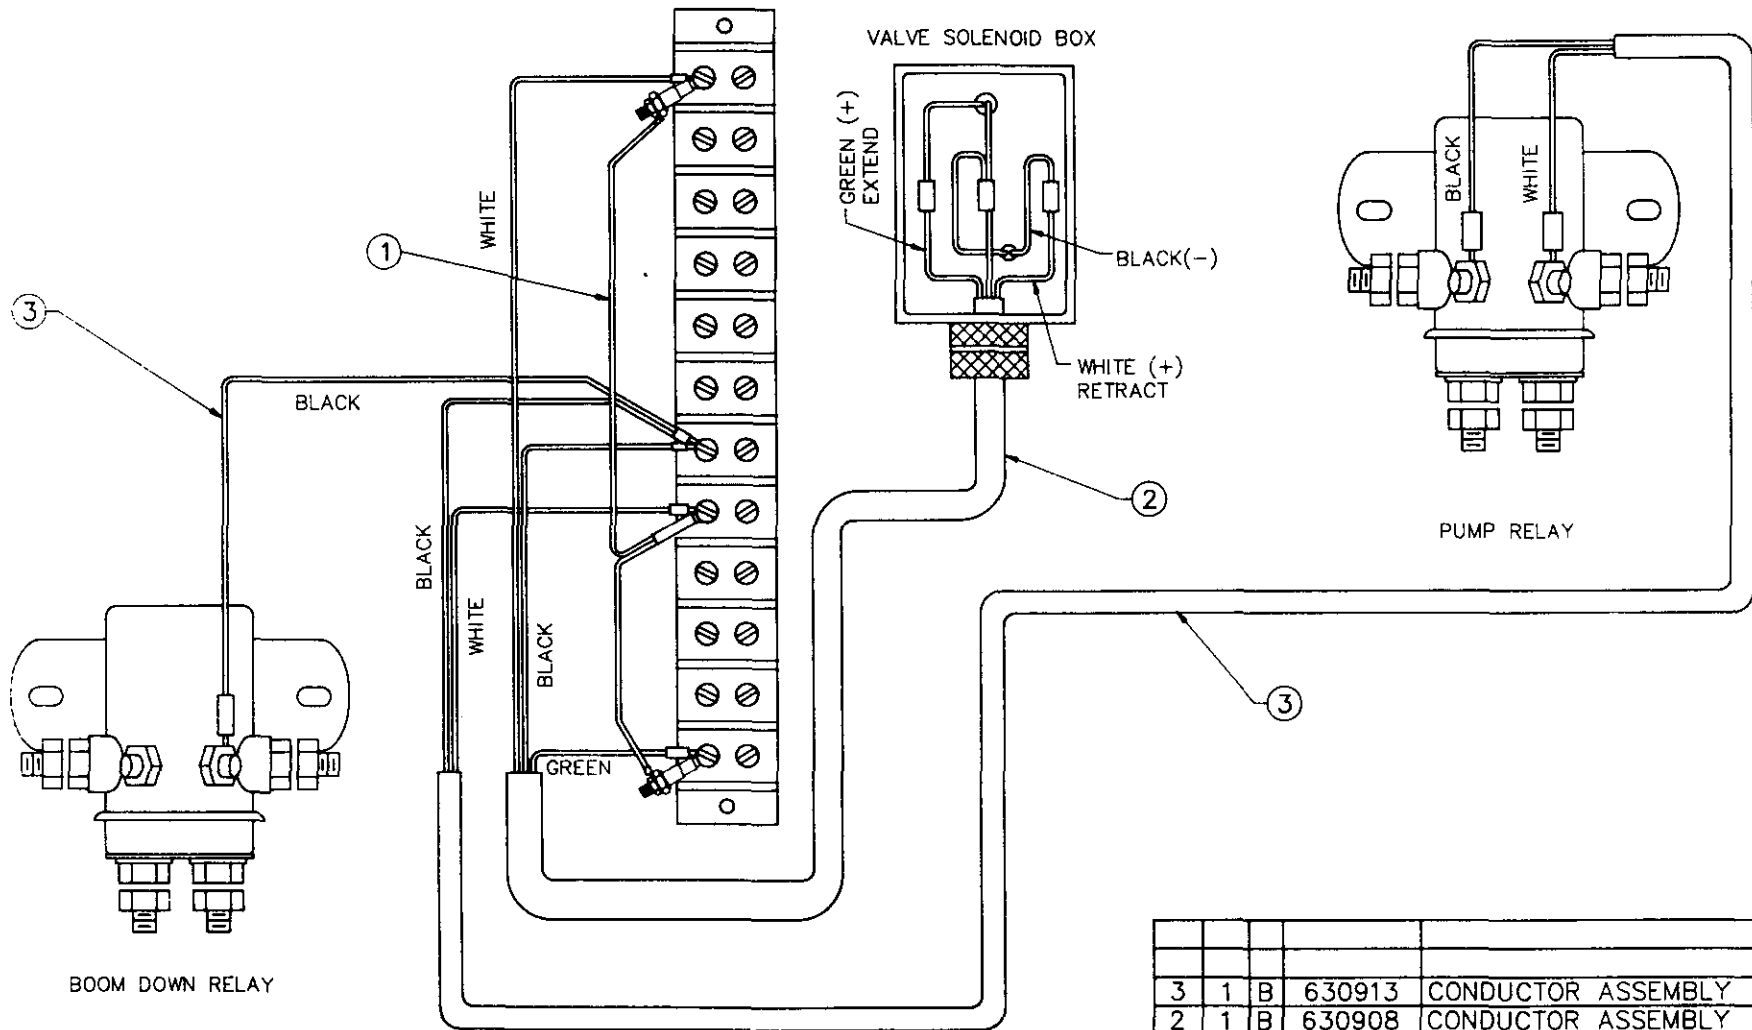 VALVE SOLENOID BOX
GREEN (+)
EXTEND
BLACK(-)
WHITE (+)
RETRACT
BLACK
WHITE
PUMP RELAY
WHITE
1
3
BLACK
2
BLACK
WHITE
BLACK
GREEN
3
BOOM DOWN RELAY
3 1 B 630913 CONDUCTOR ASSEMBLY
2 1 B 630908 CONDUCTOR ASSEMBLY